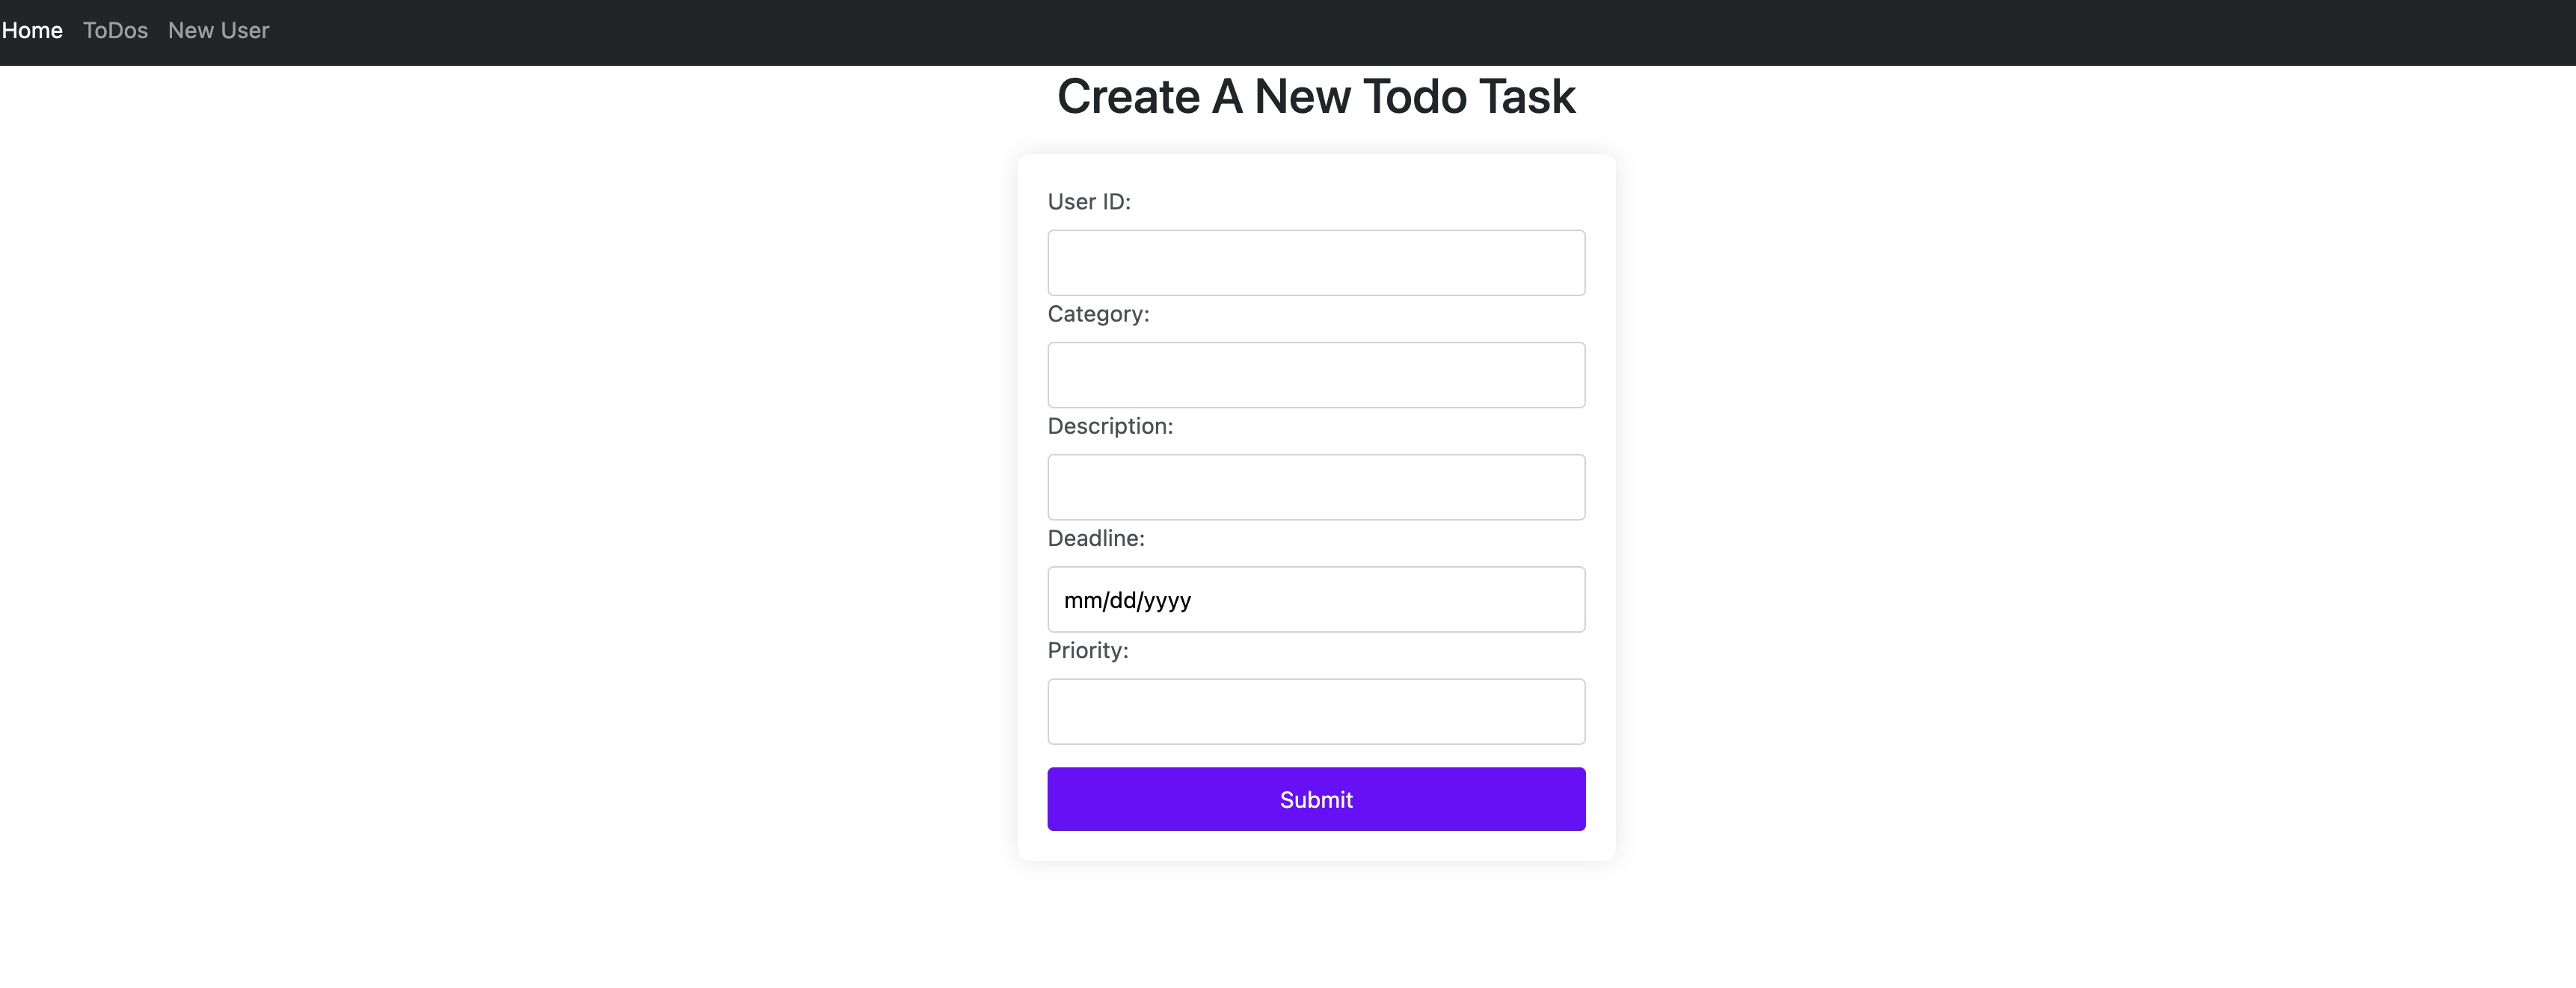 Home ToDos New User
Create A New Todo Task
User ID:
Category:
Description:
Deadline:
mm/dd/yyyy
Priority:
Submit